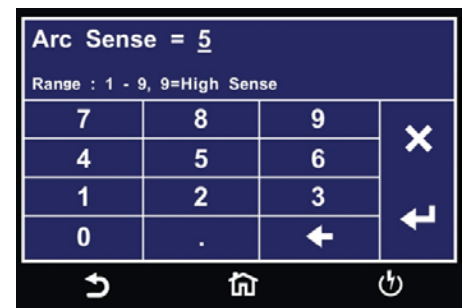 Arc Sense = 5
Range : 1 - 9, 9=High Sense
7 8 9
4 5 6
1 2 3
0 .